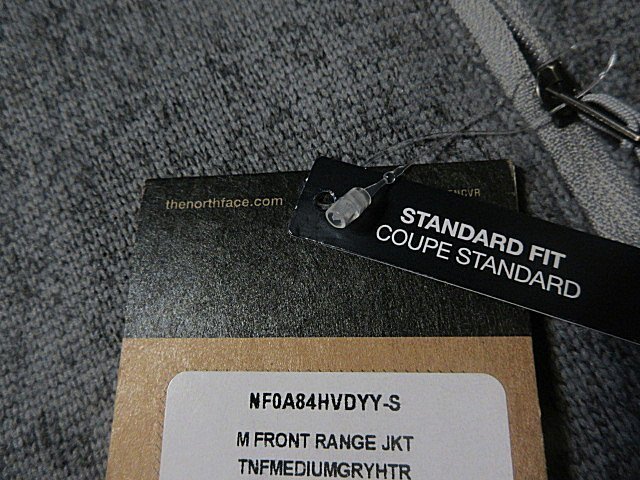 thenorthface.com
STANDARD FIT
COUPE STANDARD
NF0A84HVDYY-S
M FRONT RANGE JKT
TNFMEDIUMGRYHTR